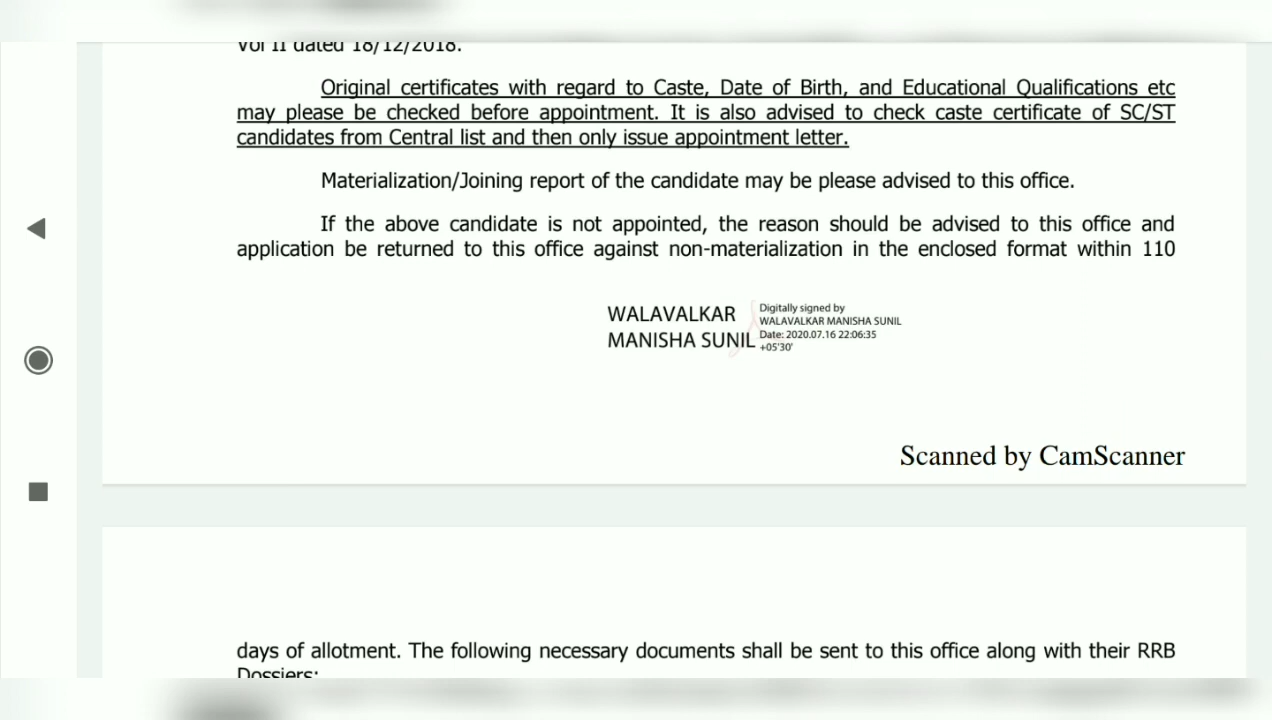 Vol II dated 18/12/2018.
Original certificates with regard to Caste, Date of Birth, and Educational Qualifications etc
may please be checked before appointment. It is also advised to check caste certificate of SC/ST
candidates from Central list and then only issue appointment letter.
Materialization/Joining report of the candidate may be please advised to this office.
If the above candidate is not appointed, the reason should be advised to this office and
application be returned to this office against non-materialization in the enclosed format within 110
WALAVALKAR
MANISHA SUNIL
Digitally signed by
WALAVALKAR MANISHA SUNIL
Date: 2020.07.16 22:06:35
+05'30'
Scanned by CamScanner
days of allotment. The following necessary documents shall be sent to this office along with their RRB
Dossiers: